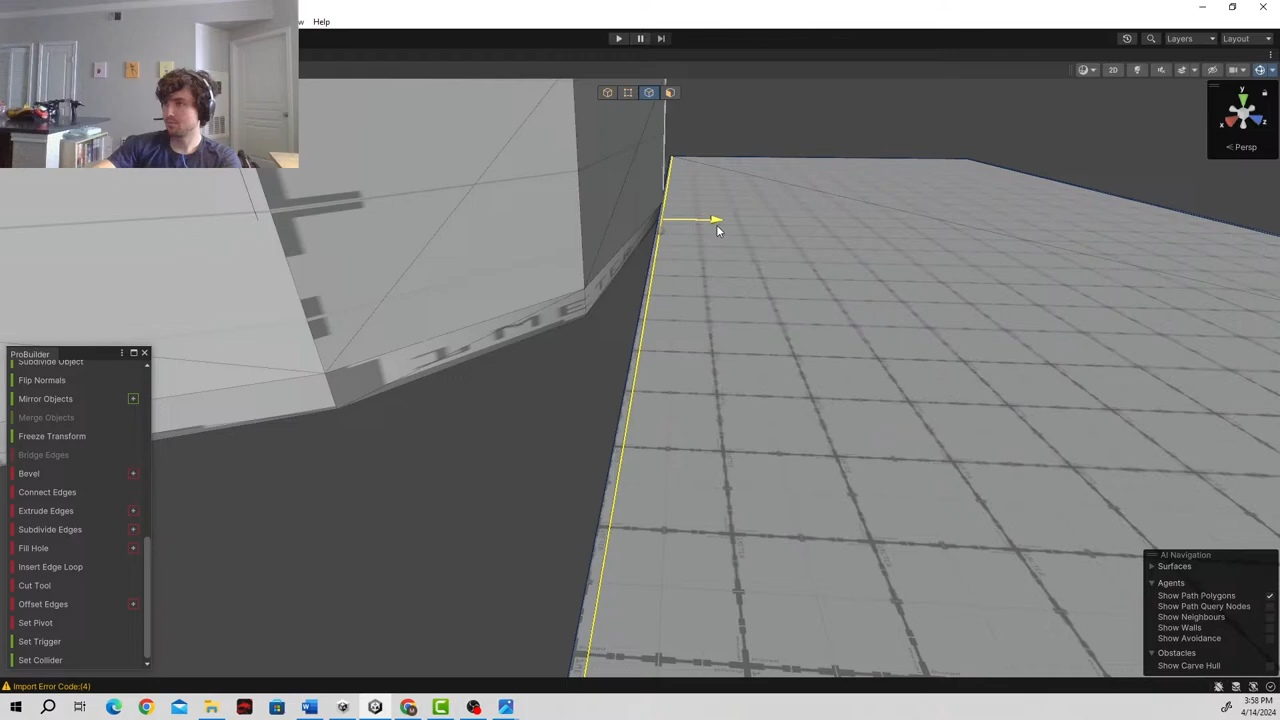 Help
Layers
Layout
2D
y
x
z
Persp
ProBuilder
Subdivide Object
Flip Normals
Mirror Objects
Merge Objects
Freeze Transform
Bridge Edges
Bevel
Connect Edges
Extrude Edges
Subdivide Edges
Fill Hole
Insert Edge Loop
Cut Tool
Offset Edges
Set Pivot
Set Trigger
Set Collider
AI Navigation
Surfaces
Agents
Show Path Polygons
Show Path Query Nodes
Show Neighbours
Show Walls
Show Avoidance
Obstacles
Show Carve Hull
Import Error Code:(4)
3:58 PM
4/14/2024